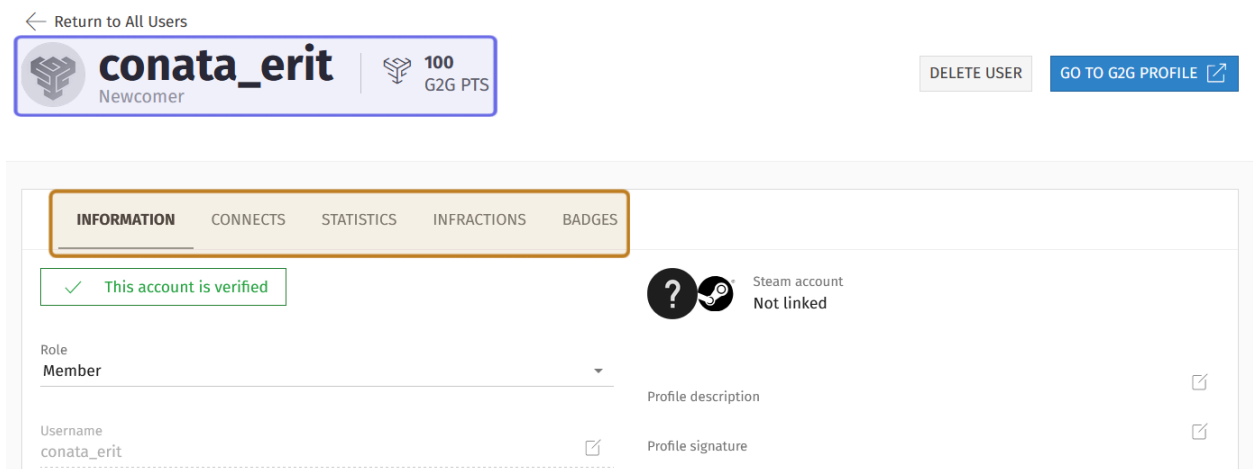 Return to All Users
conata_erit
Newcomer
100
G2G PTS
DELETE USER
GO TO G2G PROFILE
INFORMATION CONNECTS STATISTICS INFRACTIONS BADGES
This account is verified
Steam account
Not linked
Role
Member
Profile description
Username
conata_erit
Profile signature